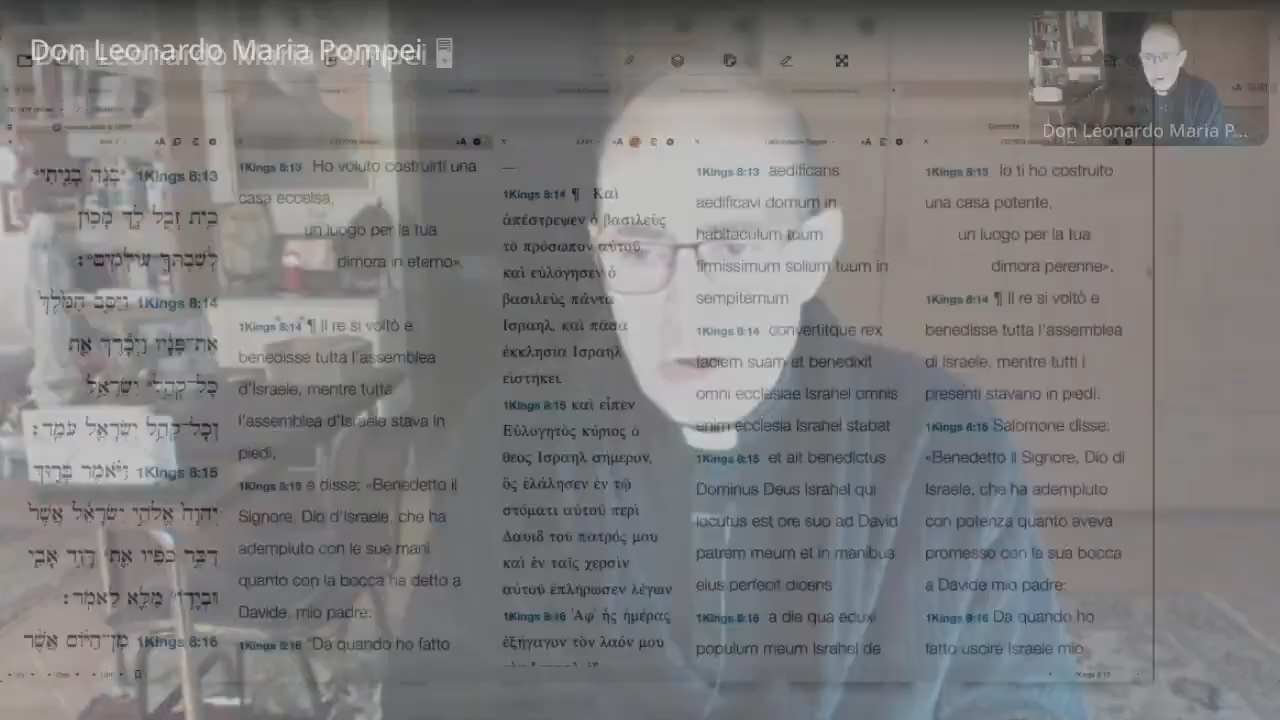 Don Leonardo Maria Pompei
Don Leonardo Maria P...
1Kings 8:13 בָּנֹה בָנִיתִי
בֵּית זְבֻל לָךְ מָכוֹן
לְשִׁבְתְּךָ עוֹלָמִים׃
1Kings 8:14 וַיַּסֵּב הַמֶּלֶךְ
אֶת־פָּנָיו וַיְבָרֶךְ אֵת
כָּל־קְהַל יִשְׂרָאֵל
וְכָל־קְהַל יִשְׂרָאֵל עֹמֵד׃
1Kings 8:15 וַיֹּאמֶר בָּרוּךְ
יְהוָה אֱלֹהֵי יִשְׂרָאֵל אֲשֶׁר
דִּבֶּר בְּפִיו אֵת דָּוִד אָבִי
וּבְיָדוֹ מִלֵּא לֵאמֹר׃
1Kings 8:16 מִן־הַיּוֹם אֲשֶׁר
1Kings 8:13 Ho voluto costruirti una
casa eccelsa,
un luogo per la tua
dimora in eterno».
1Kings 8:14 ¶ Il re si voltò e
benedisse tutta l'assemblea
d'Israele, mentre tutta
l'assemblea d'Israele stava in
piedi,
1Kings 8:15 e disse: «Benedetto il
Signore, Dio d'Israele, che ha
adempiuto con le sue mani
quanto con la bocca ha detto a
Davide, mio padre:
1Kings 8:16 "Da quando ho fatto
—
1Kings 8:14 ¶ Καὶ
ἀπέστρεψεν ὁ βασιλεὺς
τὸ πρόσωπον αὐτοῦ,
καὶ εὐλόγησεν ὁ
βασιλεὺς πάντα
Ισραηλ, καὶ πᾶσα
ἐκκλησία Ισραηλ
εἱστήκει.
1Kings 8:15 καὶ εἶπεν
Εὐλογητὸς κύριος ὁ
θεὸς Ισραηλ σήμερον,
ὃς ἐλάλησεν ἐν τῷ
στόματι αὐτοῦ περὶ
Δαυιδ τοῦ πατρός μου
καὶ ἐν ταῖς χερσὶν
αὐτοῦ ἐπλήρωσεν λέγων
1Kings 8:16 Ἀφ᾽ ἧς ἡμέρας
ἐξήγαγον τὸν λαόν μου
1Kings 8:13 aedificans
aedificavi domum in
habitaculum tuum
firmissimum solium tuum in
sempiternum
1Kings 8:14 convertitque rex
faciem suam et benedixit
omni ecclesiae Israhel omnis
enim ecclesia Israhel stabat
1Kings 8:15 et ait benedictus
Dominus Deus Israhel qui
locutus est ore suo ad David
patrem meum et in manibus
eius perfecit dicens
1Kings 8:16 a die qua eduxi
populum meum Israhel de
1Kings 8:13 Io ti ho costruito
una casa potente,
un luogo per la tua
dimora perenne».
1Kings 8:14 ¶ Il re si voltò e
benedisse tutta l'assemblea
di Israele, mentre tutti i
presenti stavano in piedi.
1Kings 8:15 Salomone disse:
«Benedetto il Signore, Dio di
Israele, che ha adempiuto
con potenza quanto aveva
promesso con la sua bocca
a Davide mio padre:
1Kings 8:16 Da quando ho
fatto uscire Israele mio